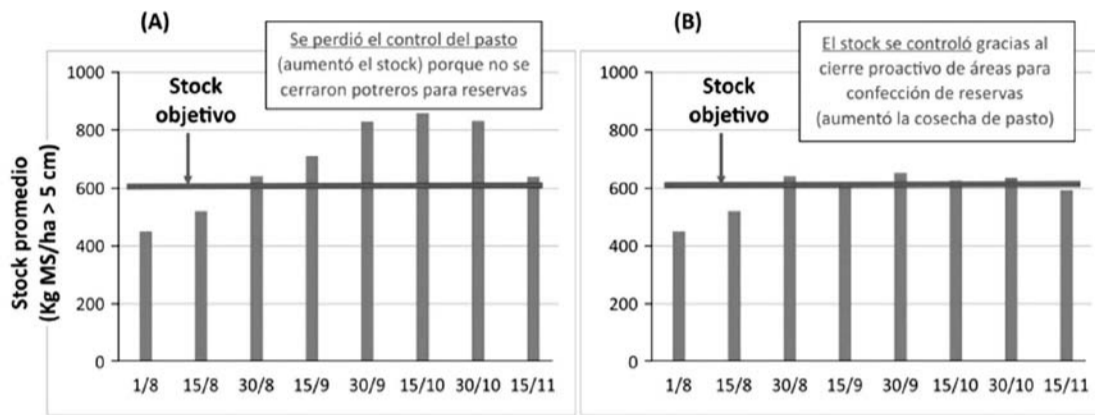 (A)
Se perdió el control del pasto
(aumentó el stock) porque no se
cerraron potreros para reservas
Stock
objetivo
Stock promedio
(Kg MS/ha > 5 cm)
1000
800
600
400
200
0
1/8 15/8 30/8 15/9 30/9 15/10 30/10 15/11
(B)
El stock se controló gracias al
cierre proactivo de áreas para
confección de reservas
(aumentó la cosecha de pasto)
Stock
objetivo
1000
800
600
400
200
0
1/8 15/8 30/8 15/9 30/9 15/10 30/10 15/11